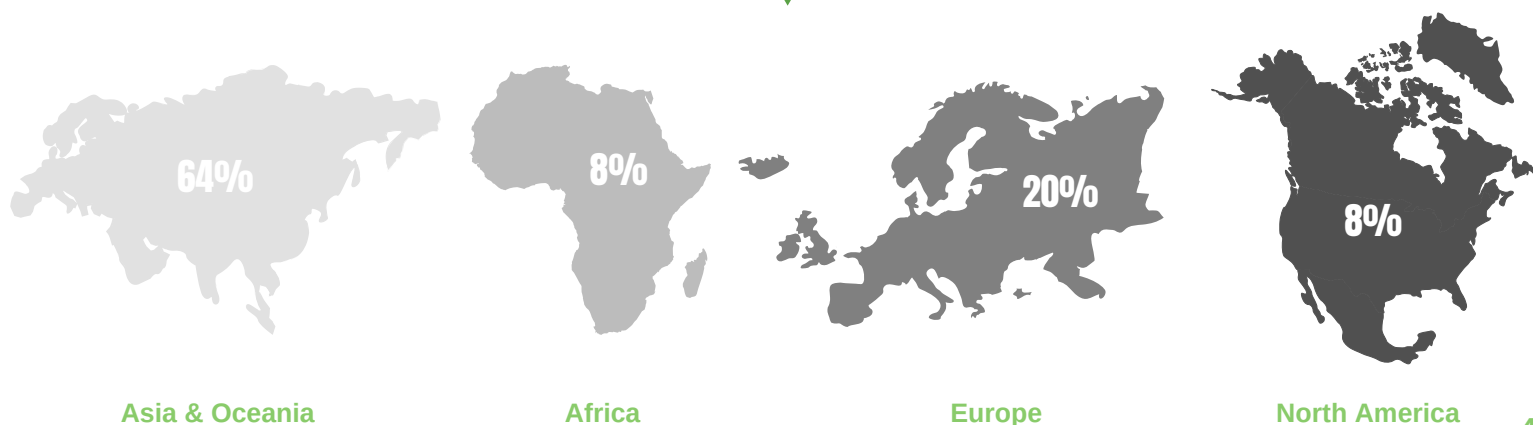 64%
8%
20%
8%
Asia & Oceania
Africa
Europe
North America